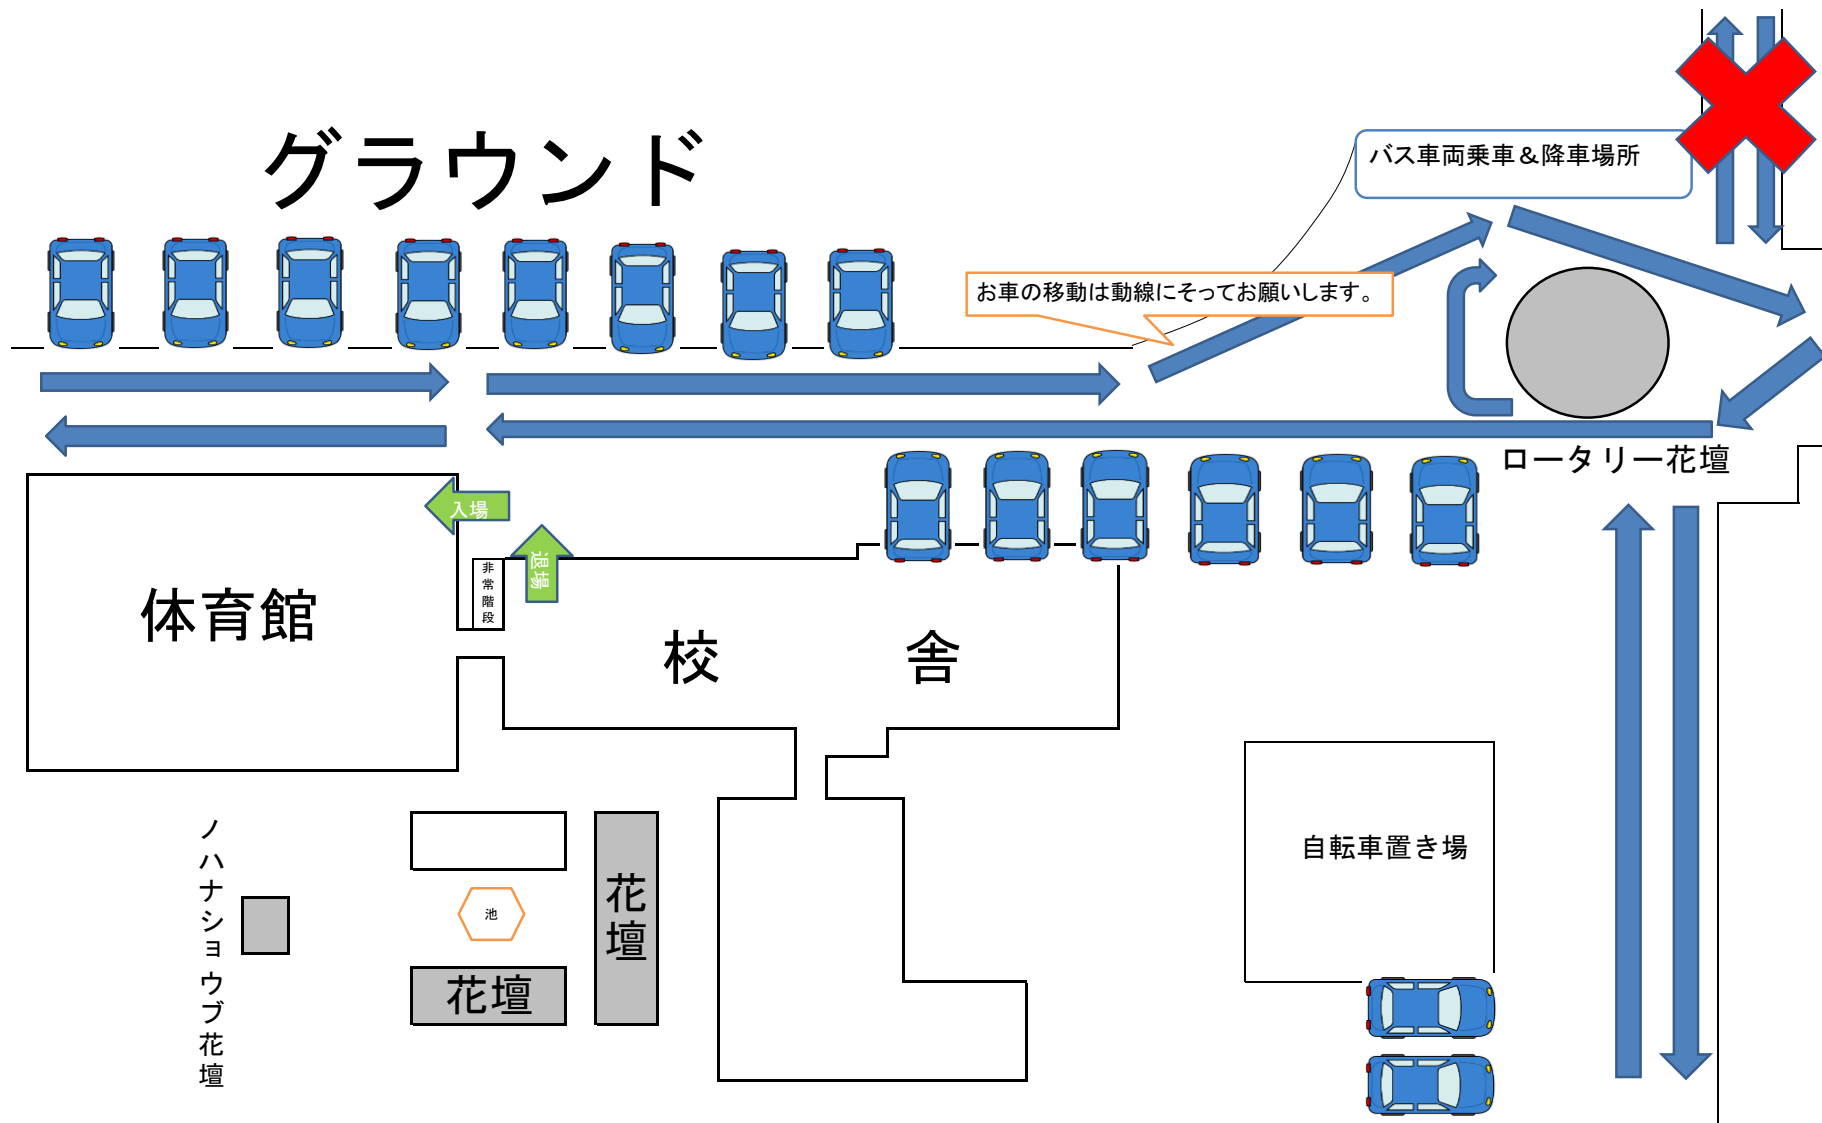 グラウンド
バス車両乗車＆降車場所
お車の移動は動線にそってお願いします。
ロータリー花壇
入場
退場
非常階段
体育館
校舎
自転車置き場
ノハナショウブ花壇
池
花壇
花壇